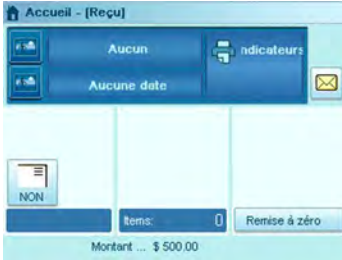 Accueil - [Reçu]
Aucun
ndicateurs
Aucune date
NON
Items: 0
Remise à zéro
Montant ... $ 500.00